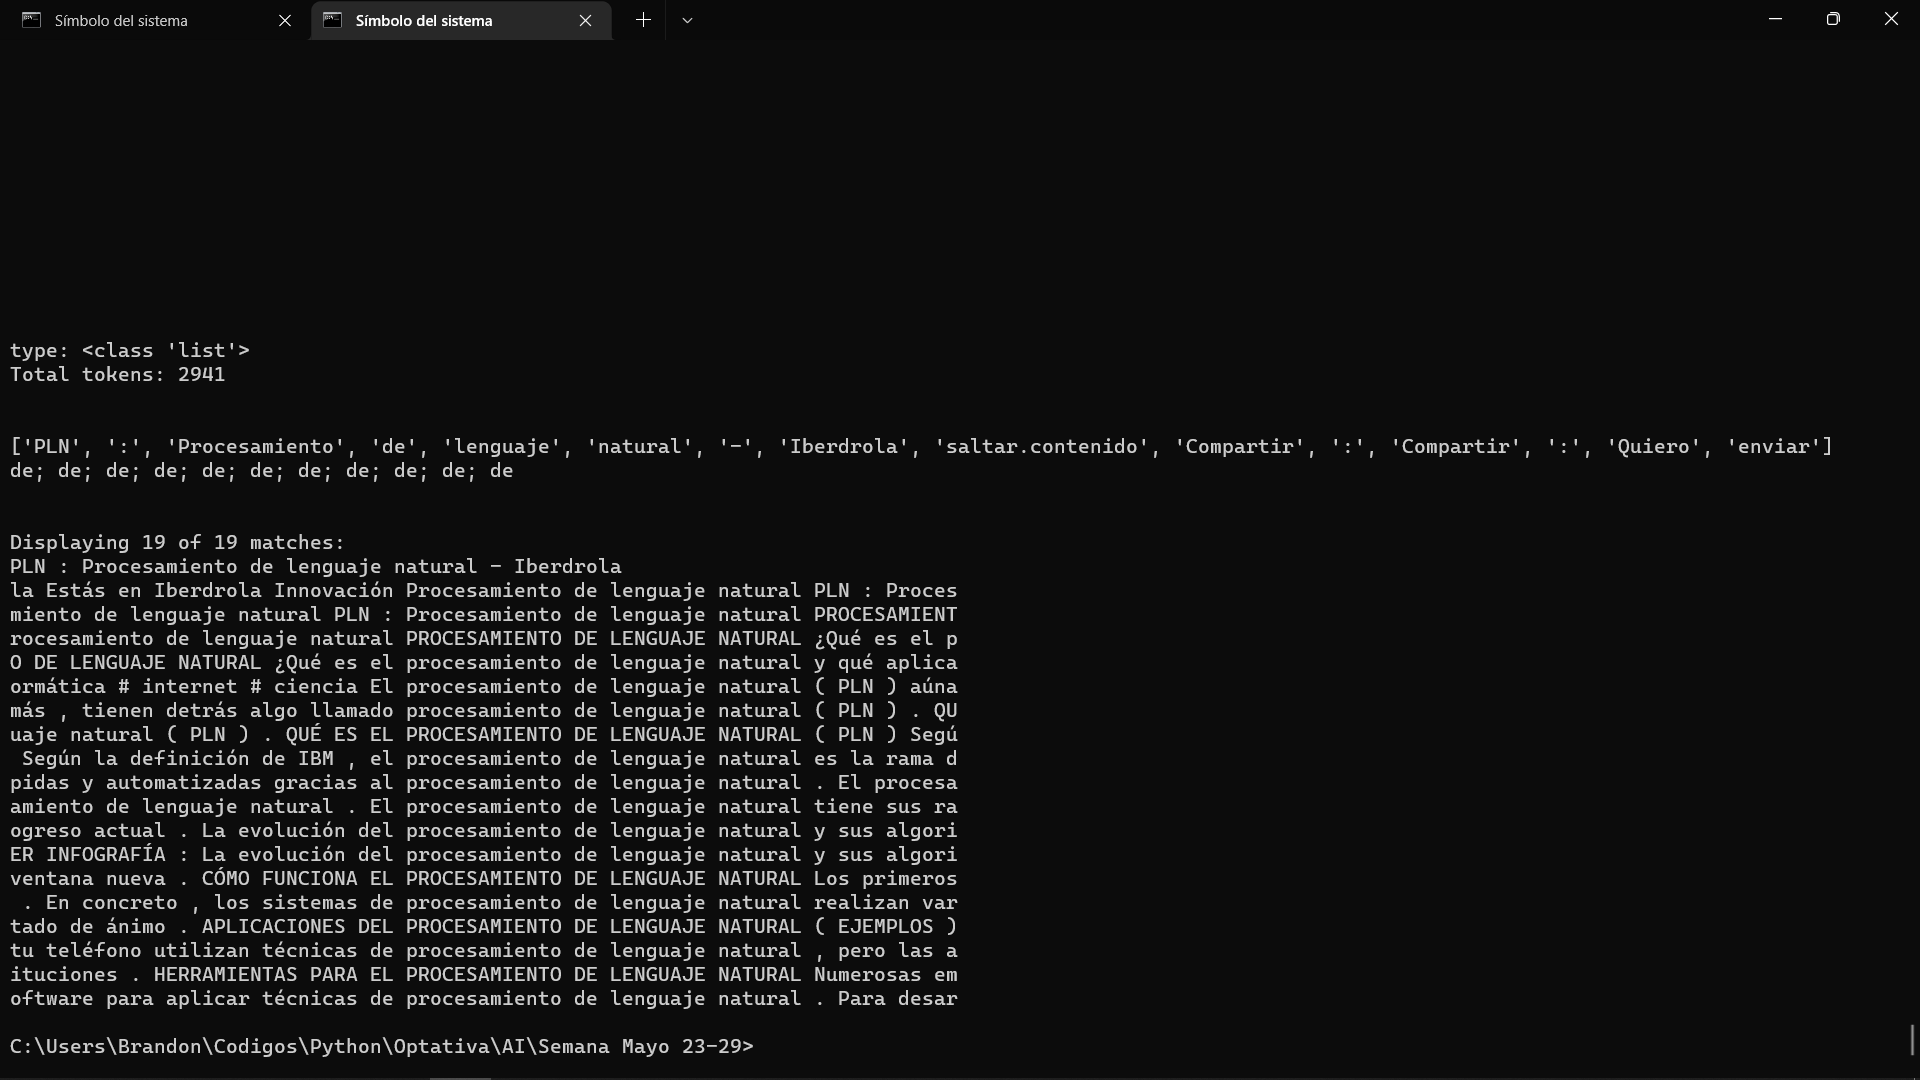 Símbolo del sistema
Símbolo del sistema
type: <class 'list'>
Total tokens: 2941
['PLN', ':', 'Procesamiento', 'de', 'lenguaje', 'natural', '-', 'Iberdrola', 'saltar.contenido', 'Compartir', ':', 'Compartir', ':', 'Quiero', 'enviar']
de; de; de; de; de; de; de; de; de; de; de
Displaying 19 of 19 matches:
PLN : Procesamiento de lenguaje natural - Iberdrola
la Estás en Iberdrola Innovación Procesamiento de lenguaje natural PLN : Proces
miento de lenguaje natural PLN : Procesamiento de lenguaje natural PROCESAMIENT
rocesamiento de lenguaje natural PROCESAMIENTO DE LENGUAJE NATURAL ¿Qué es el p
O DE LENGUAJE NATURAL ¿Qué es el procesamiento de lenguaje natural y qué aplica
ormática # internet # ciencia El procesamiento de lenguaje natural ( PLN ) aúna
más , tienen detrás algo llamado procesamiento de lenguaje natural ( PLN ) . QU
uaje natural ( PLN ) . QUÉ ES EL PROCESAMIENTO DE LENGUAJE NATURAL ( PLN ) Segú
Según la definición de IBM , el procesamiento de lenguaje natural es la rama d
pidas y automatizadas gracias al procesamiento de lenguaje natural . El procesa
amiento de lenguaje natural . El procesamiento de lenguaje natural tiene sus ra
ogreso actual . La evolución del procesamiento de lenguaje natural y sus algori
ER INFOGRAFÍA : La evolución del procesamiento de lenguaje natural y sus algori
ventana nueva . CÓMO FUNCIONA EL PROCESAMIENTO DE LENGUAJE NATURAL Los primeros
. En concreto , los sistemas de procesamiento de lenguaje natural realizan var
tado de ánimo . APLICACIONES DEL PROCESAMIENTO DE LENGUAJE NATURAL ( EJEMPLOS )
tu teléfono utilizan técnicas de procesamiento de lenguaje natural , pero las a
ituciones . HERRAMIENTAS PARA EL PROCESAMIENTO DE LENGUAJE NATURAL Numerosas em
oftware para aplicar técnicas de procesamiento de lenguaje natural . Para desar
C:\Users\Brandon\Codigos\Python\Optativa\AI\Semana Mayo 23-29>